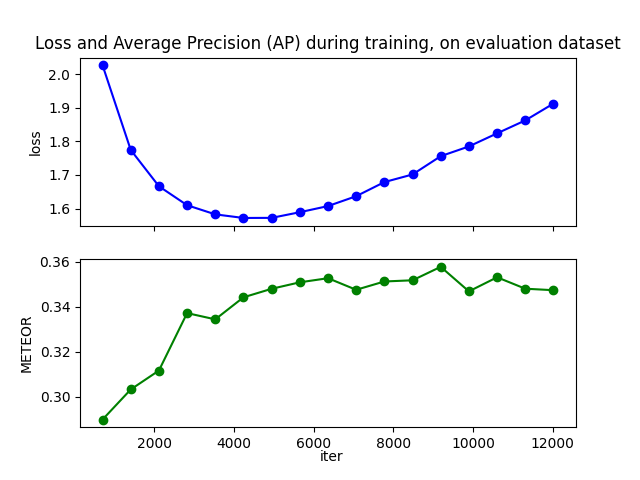 Loss and Average Precision (AP) during training, on evaluation dataset
2.0
1.9
1.8
1.7
1.6
loss
0.36
0.34
0.32
0.30
METEOR
2000 4000 6000 8000 10000 12000
iter